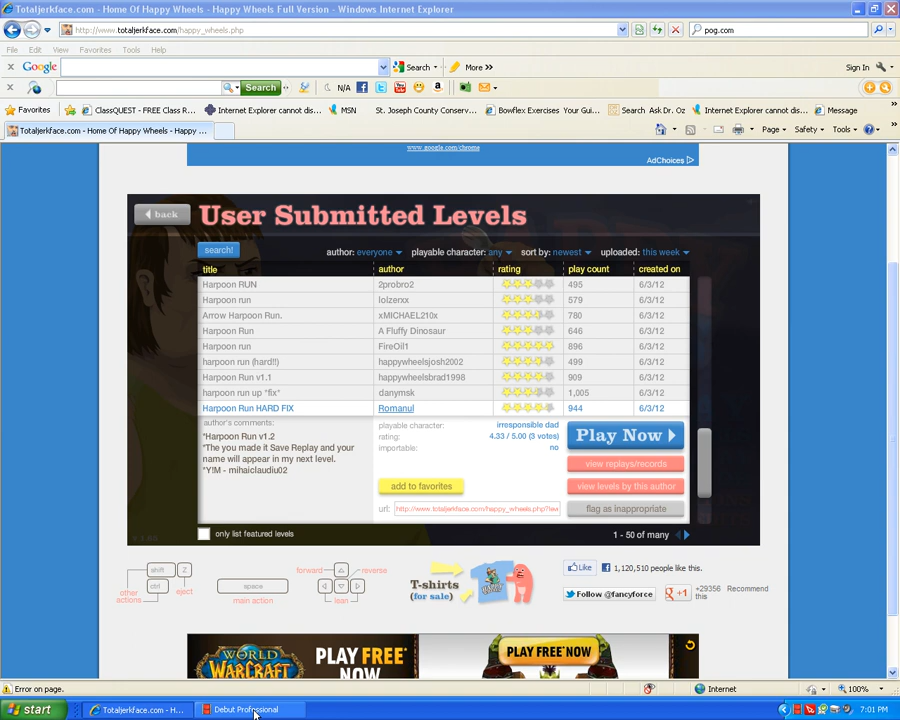 Totaljerkface.com - Home Of Happy Wheels - Happy Wheels Full Version - Windows Internet Explorer
http://www.totaljerkface.com/happy_wheels.php
pog.com
File Edit View Favorites Tools Help
Google Search More >> Sign In
Search N/A
Favorites ClassQUEST - FREE Class R... Internet Explorer cannot dis... MSN St. Joseph County Conserv... Bowflex Exercises Your Gui... Search Ask Dr. Oz Internet Explorer cannot dis... Message
Totaljerkface.com - Home Of Happy Wheels - Happy ... Page Safety Tools
www.google.com/chrome
AdChoices
back User Submitted Levels
search! author: everyone playable character: any sort by: newest uploaded: this week
title author rating play count created on
Harpoon RUN 2probro2 495 6/3/12
Harpoon run lolzerxx 579 6/3/12
Arrow Harpoon Run. xMICHAEL210x 780 6/3/12
Harpoon Run A Fluffy Dinosaur 646 6/3/12
Harpoon run FireOil1 896 6/3/12
harpoon run (hard!!) happywheelsjosh2002 499 6/3/12
Harpoon Run v1.1 happywheelsbrad1998 909 6/3/12
harpoon run up *fix* danymsk 1,005 6/3/12
Harpoon Run HARD FIX Romanul 944 6/3/12
author's comments:
*Harpoon Run v1.2
*The you made it Save Replay and your
name will appear in my next level.
*Y!M - mihaiclaudiu02
playable character: irresponsible dad
rating: 4.33 / 5.00 (3 votes)
importable: no
add to favorites
url: http://www.totaljerkface.com/happy_wheels.php?lev
Play Now
view replays/records
view levels by this author
flag as inappropriate
only list featured levels 1 - 50 of many
shift Z
ctrl eject
other
actions
space
main action
forward reverse
lean
T-shirts
(for sale)
Like 1,120,510 people like this.
Follow @fancyforce +1 +29356 Recommend
this
WORLD
WARCRAFT
PLAY FREE
NOW
PLAY FREE NOW
Error on page. Internet 100%
start Totaljerkface.com - H... Debut Professional 7:01 PM